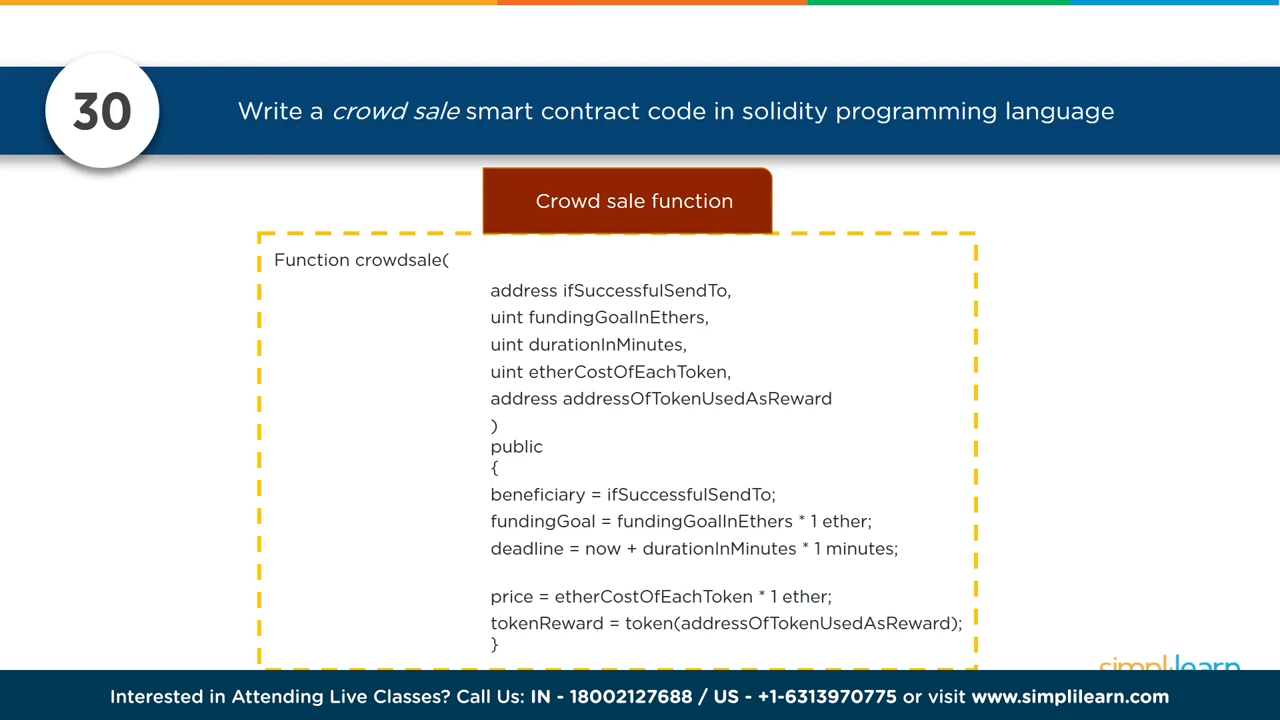 30
Write a crowd sale smart contract code in solidity programming language
Crowd sale function
Function crowdsale(
address ifSuccessfulSendTo,
uint fundingGoalInEthers,
uint durationInMinutes,
uint etherCostOfEachToken,
address addressOfTokenUsedAsReward
)
public
{
beneficiary = ifSuccessfulSendTo;
fundingGoal = fundingGoalInEthers * 1 ether;
deadline = now + durationInMinutes * 1 minutes;
price = etherCostOfEachToken * 1 ether;
tokenReward = token(addressOfTokenUsedAsReward);
}
simplilearn
Interested in Attending Live Classes? Call Us: IN - 18002127688 / US - +1-6313970775 or visit www.simplilearn.com